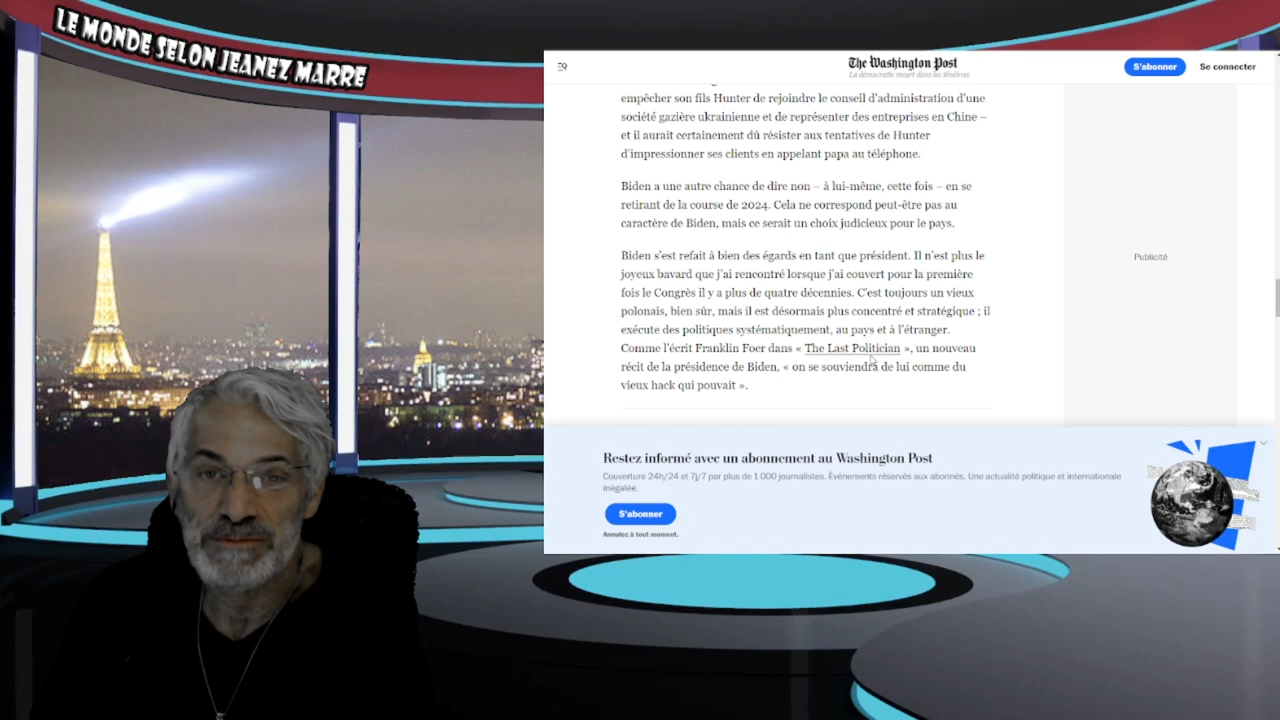 LE MONDE SELON JEANEZ MARRE
The Washington Post
La démocratie meurt dans les ténèbres
S'abonner
Se connecter
empêcher son fils Hunter de rejoindre le conseil d'administration d'une
société gazière ukrainienne et de représenter des entreprises en Chine –
et il aurait certainement dû résister aux tentatives de Hunter
d'impressionner ses clients en appelant papa au téléphone.
Biden a une autre chance de dire non – à lui-même, cette fois – en se
retirant de la course de 2024. Cela ne correspond peut-être pas au
caractère de Biden, mais ce serait un choix judicieux pour le pays.
Biden s'est refait à bien des égards en tant que président. Il n'est plus le
joyeux bavard que j'ai rencontré lorsque j'ai couvert pour la première
fois le Congrès il y a plus de quatre décennies. C'est toujours un vieux
polonais, bien sûr, mais il est désormais plus concentré et stratégique ; il
exécute des politiques systématiquement, au pays et à l'étranger.
Comme l'écrit Franklin Foer dans « The Last Politician », un nouveau
récit de la présidence de Biden, « on se souviendra de lui comme du
vieux hack qui pouvait ».
Publicité
Restez informé avec un abonnement au Washington Post
Couverture 24h/24 et 7j/7 par plus de 1 000 journalistes. Événements réservés aux abonnés. Une actualité politique et internationale
inégalée.
S'abonner
Annulez à tout moment.